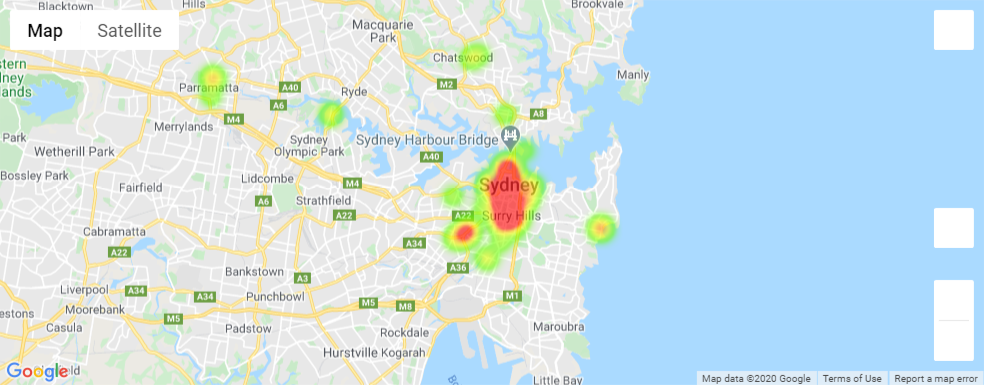 Blacktown
Hills
Brookvale
Macquarie
Park
Map
Satellite
Chatswood
Manly
Parramatta
A40
M2
Ryde
A6
A8
M4
Merrylands
Sydney
Olympic Park
Sydney Harbour Bridge
Park
Wetherill Park
A40
Bossley Park
Lidcombe
M4
Sydney
Fairfield
A6
Strathfield
A22
A22
Surry Hills
Cabramatta
A34
A22
A36
Bankstown
A3
Liverpool
A34
A34
Punchbowl
M5
M8
M1
Moorebank
Casula
M5
Padstow
Rockdale
Maroubra
Hurstville
Kogarah
Google
Little Bay
Map data ©2020 Google
Terms of Use
Report a map error